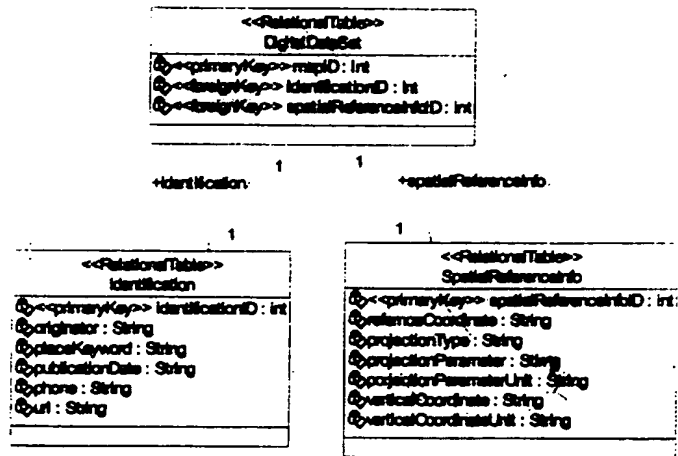 <<RelationalTable>>
DigitalDataSet
<<primaryKey>> mapID : Int
<<foreignKey>> identificationID : Int
<<foreignKey>> spatialReferenceInfoID : int
1 1
+identification +spatialReferenceInfo
1 1
<<RelationalTable>>
Identification
<<primaryKey>> identificationID : int
originator : String
placeKeyword : String
publicationDate : String
phone : String
url : String
<<RelationalTable>>
SpatialReferenceInfo
<<primaryKey>> spatialReferenceInfoID : int
refernceCoordinate : String
projectionType : String
projectionParameter : String
porjectionParameterUnit : String
verticalCoordinate : String
verticalCoordinateUnit : String